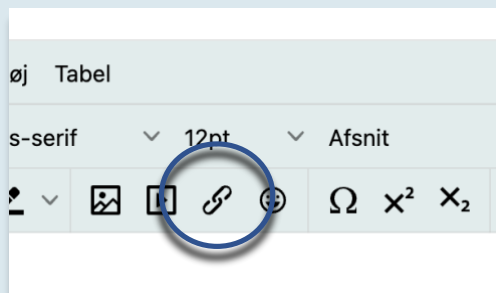 øj Tabel
s-serif 12pt Afsnit
Ω x² x₂